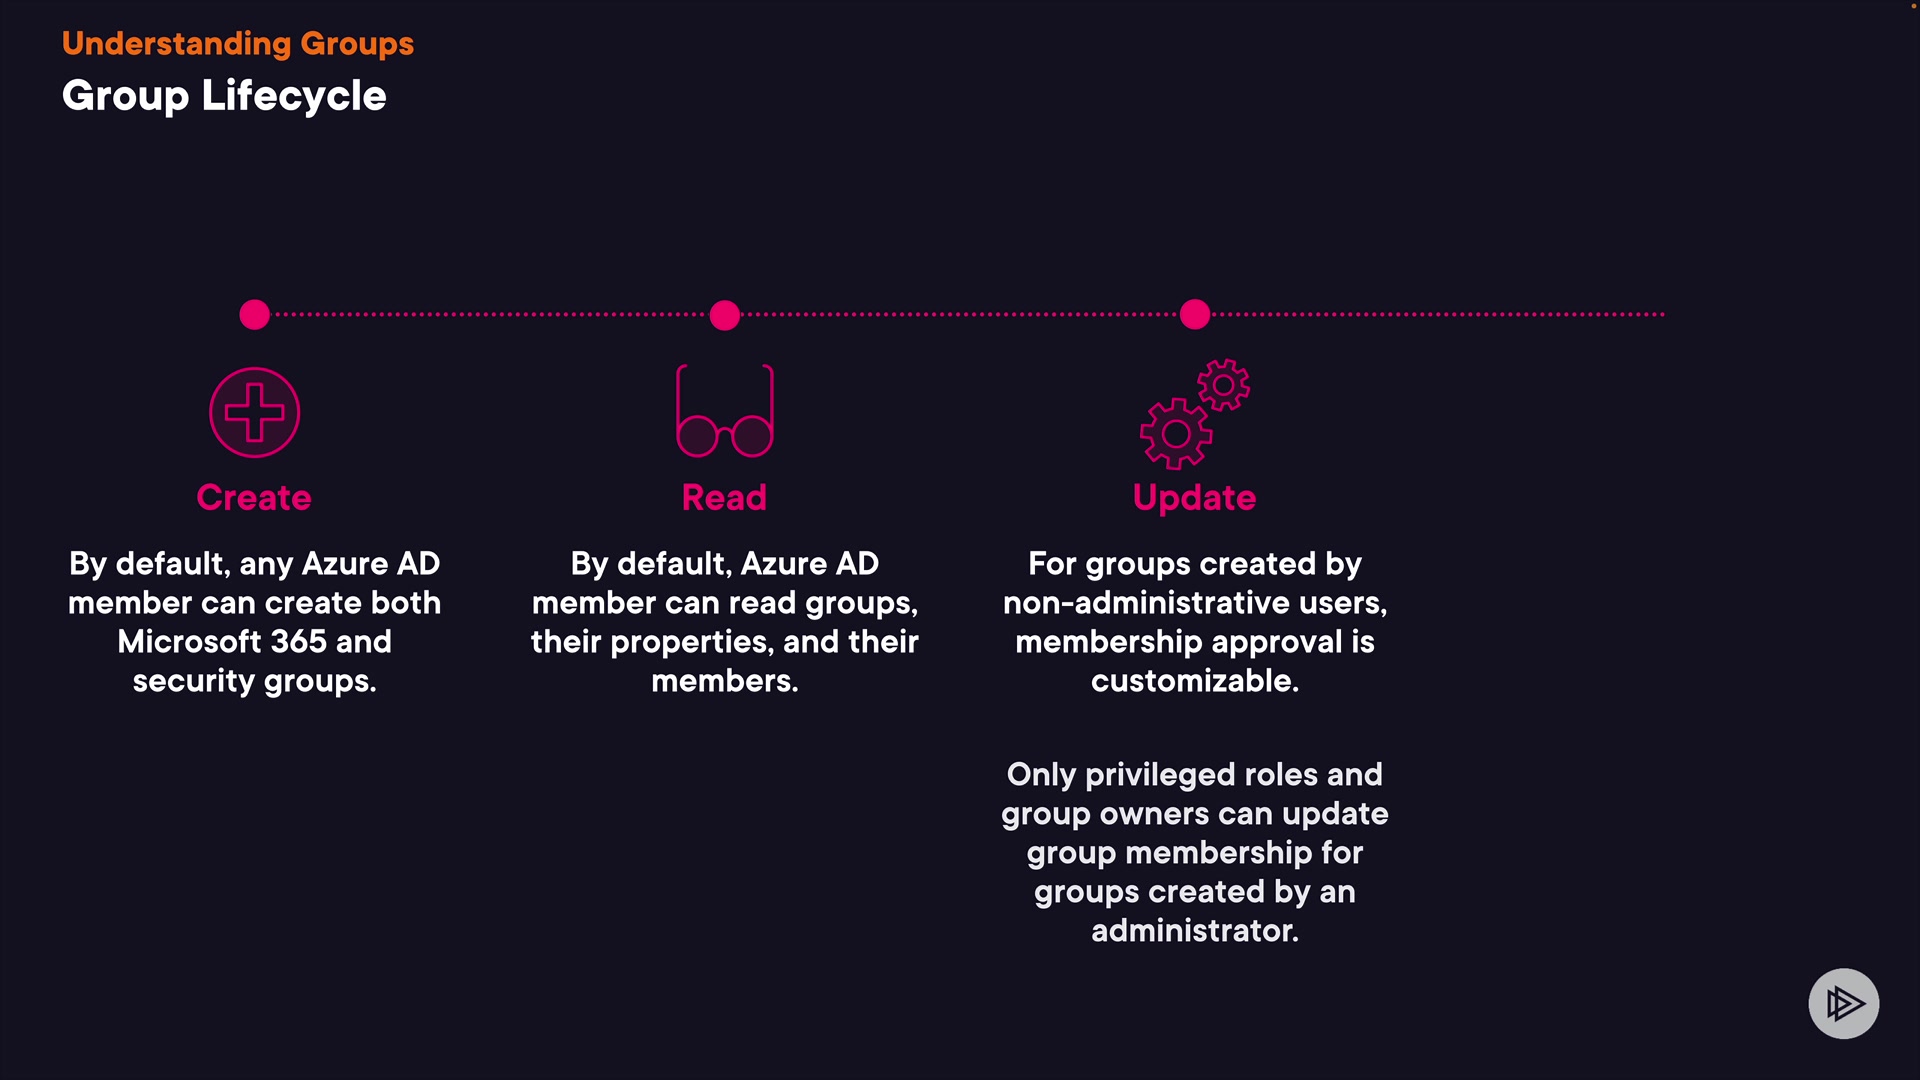 Understanding Groups
Group Lifecycle
Create
By default, any Azure AD
member can create both
Microsoft 365 and
security groups.
Read
By default, Azure AD
member can read groups,
their properties, and their
members.
Update
For groups created by
non-administrative users,
membership approval is
customizable.
Only privileged roles and
group owners can update
group membership for
groups created by an
administrator.